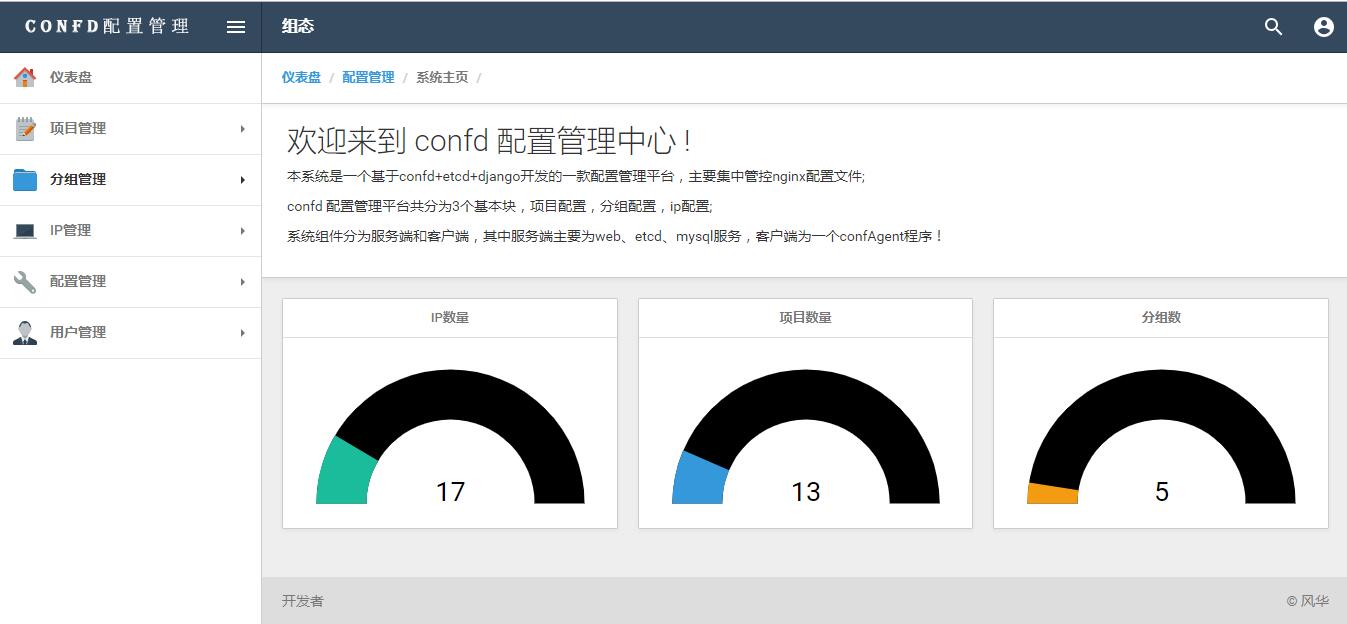 CONFD配置管理
组态
仪表盘
项目管理
分组管理
IP管理
配置管理
用户管理
仪表盘 / 配置管理 / 系统主页 /
欢迎来到 confd 配置管理中心！
本系统是一个基于confd+etcd+django开发的一款配置管理平台，主要集中管控nginx配置文件;
confd 配置管理平台共分为3个基本块，项目配置，分组配置，ip配置;
系统组件分为服务端和客户端，其中服务端主要为web、etcd、mysql服务，客户端为一个confAgent程序！
IP数量
17
项目数量
13
分组数
5
开发者
© 风华